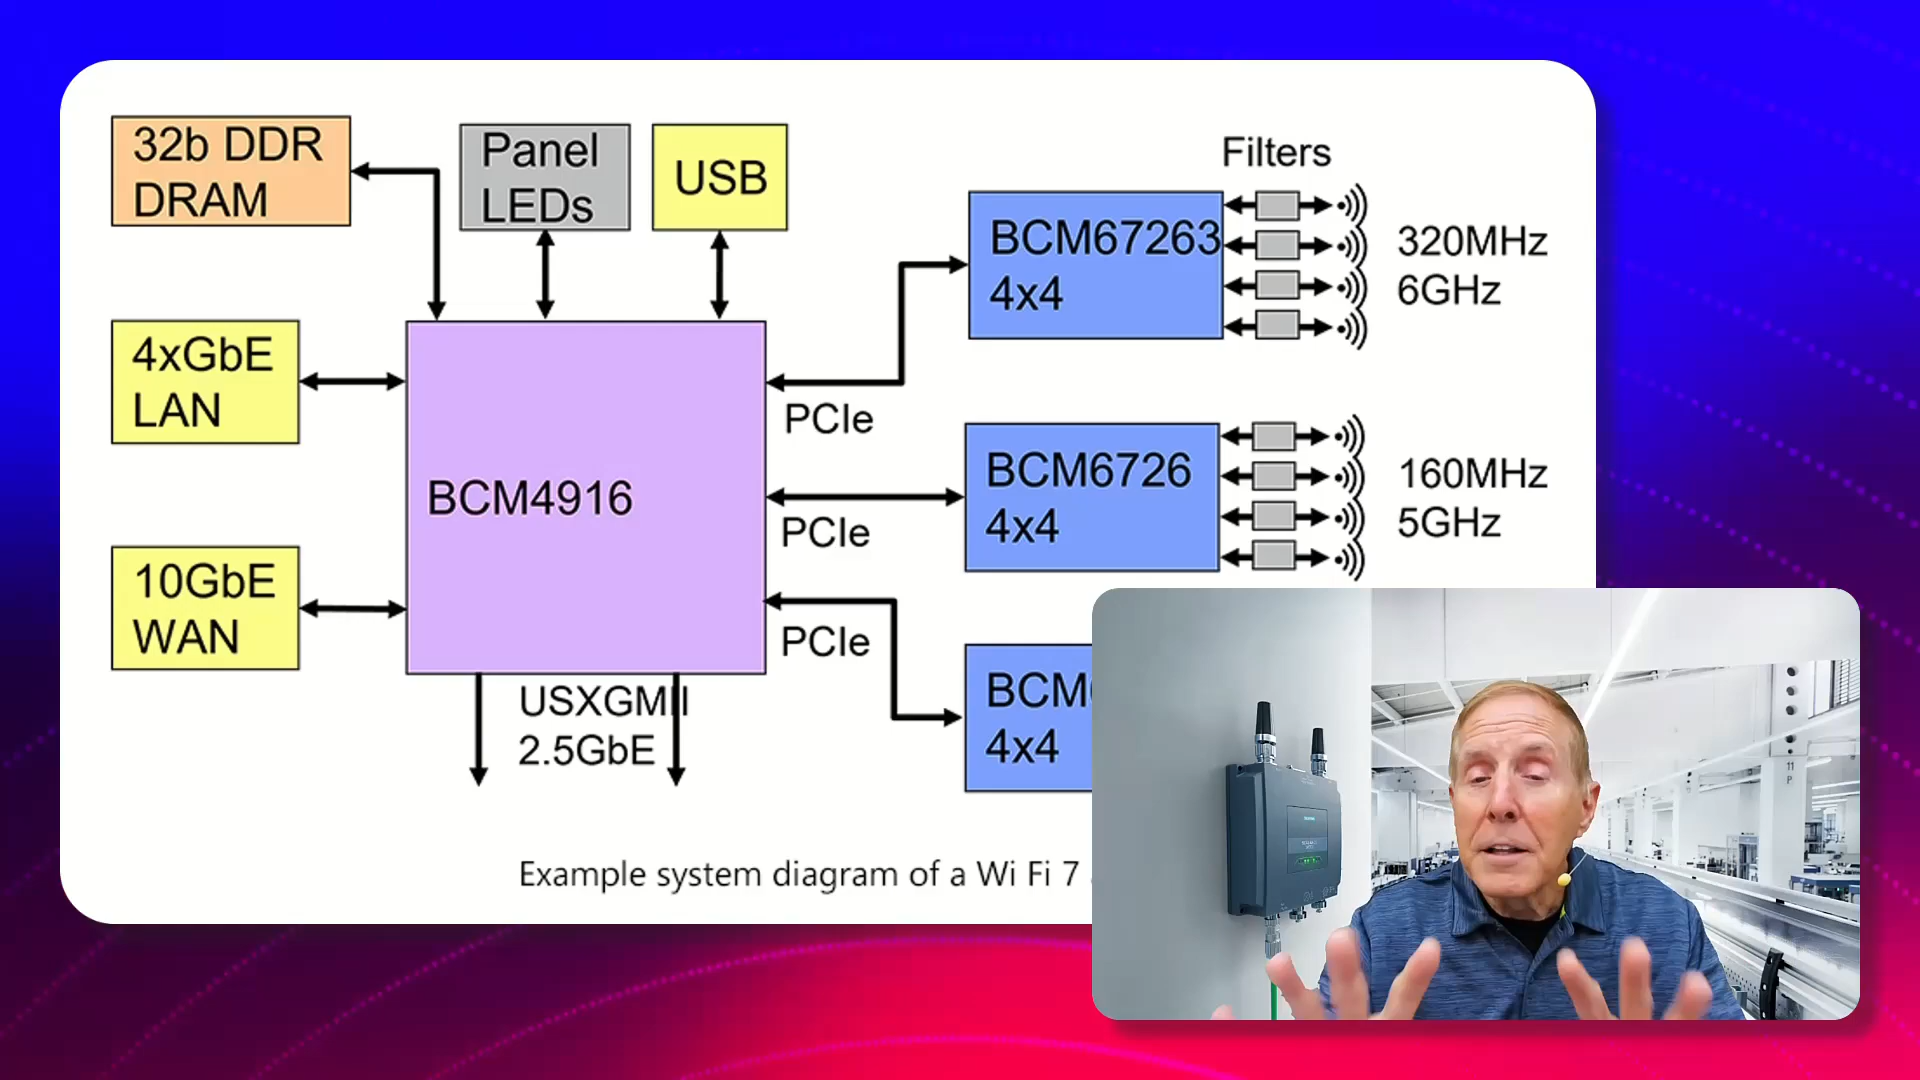 32b DDR
DRAM
Panel
LEDs
USB
Filters
BCM67263
4x4
320MHz
6GHz
4xGbE
LAN
PCIe
BCM4916
BCM6726
4x4
160MHz
5GHz
PCIe
10GbE
WAN
PCIe
4x4
USXGMII
2.5GbE
Example system diagram of a Wi Fi 7